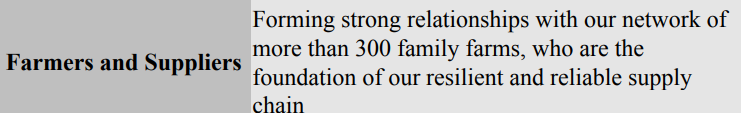 Farmers and Suppliers
Forming strong relationships with our network of
more than 300 family farms, who are the
foundation of our resilient and reliable supply
chain